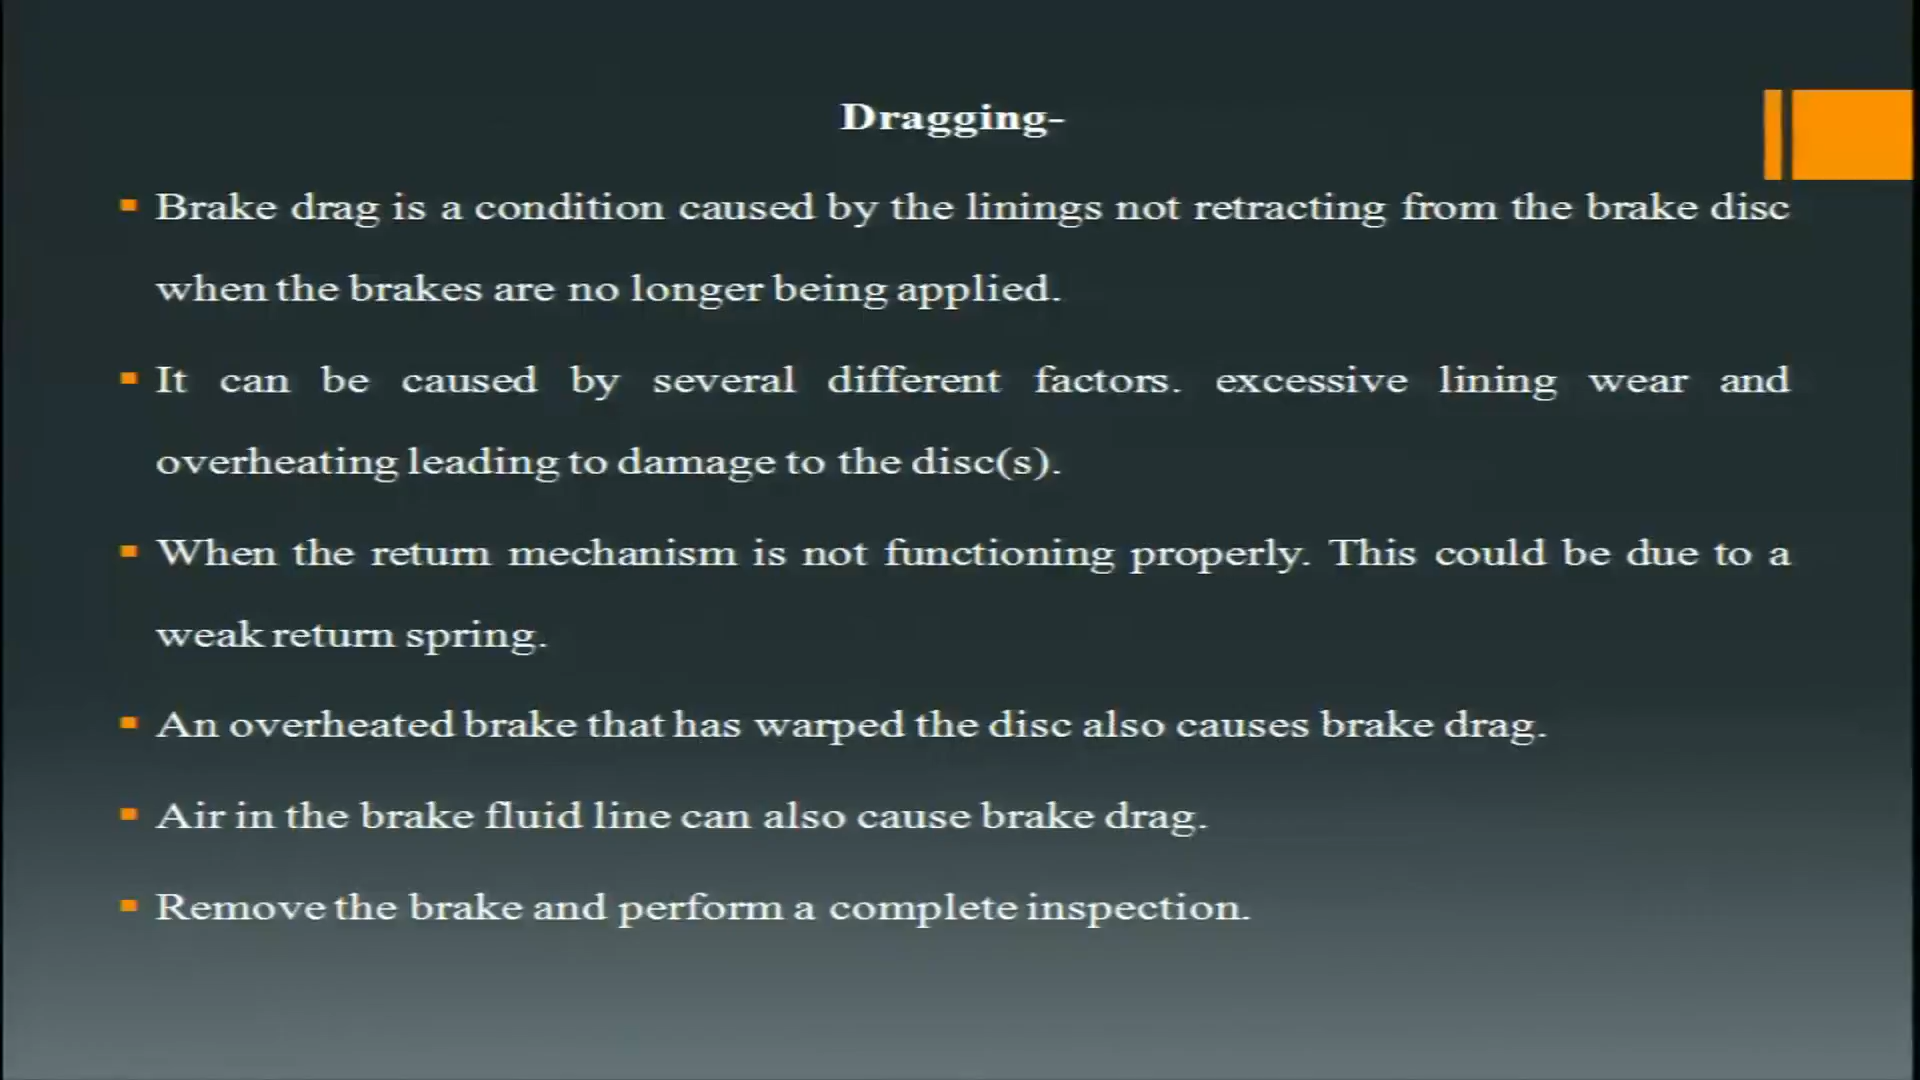 Dragging-
Brake drag is a condition caused by the linings not retracting from the brake disc
when the brakes are no longer being applied.
It can be caused by several different factors. excessive lining wear and
overheating leading to damage to the disc(s).
When the return mechanism is not functioning properly. This could be due to a
weak return spring.
An overheated brake that has warped the disc also causes brake drag.
Air in the brake fluid line can also cause brake drag.
Remove the brake and perform a complete inspection.